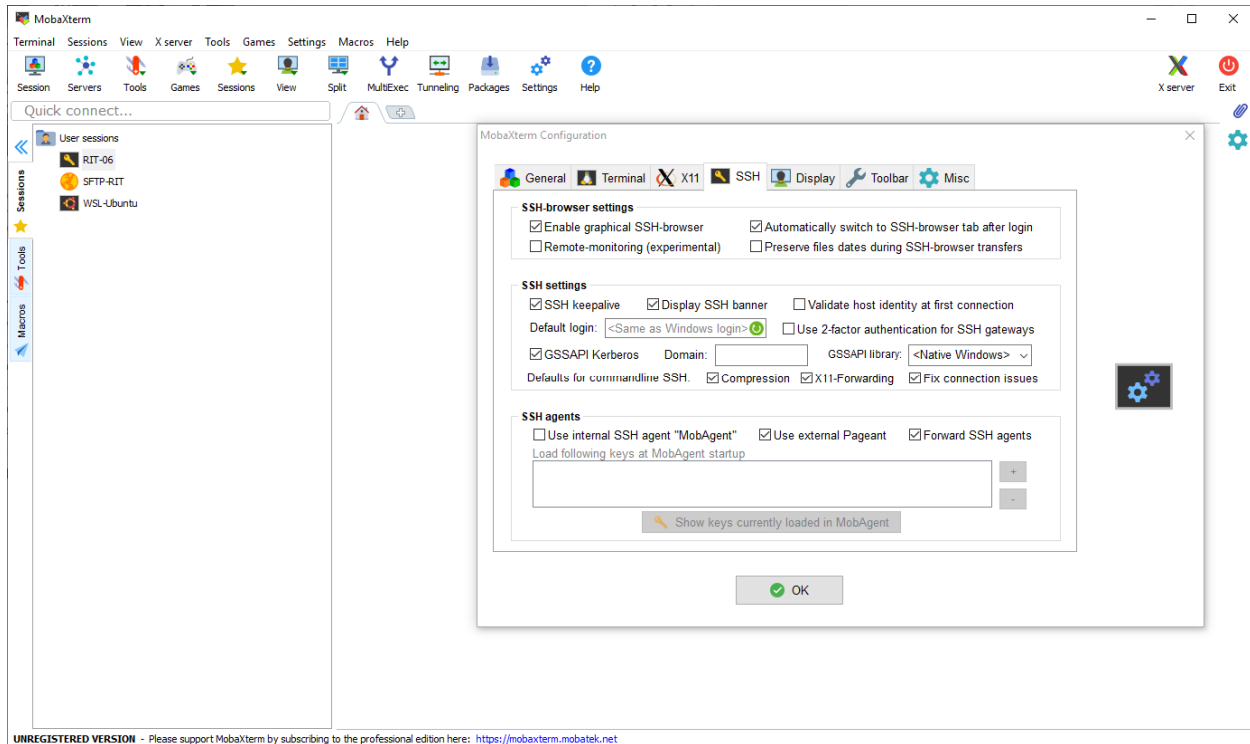 MobaXterm
Terminal Sessions View X server Tools Games Settings Macros Help
Session Servers Tools Games Sessions View Split MultiExec Tunneling Packages Settings Help X server Exit
Quick connect...
User sessions
RIT-06
SFTP-RIT
WSL-Ubuntu
Sessions
Tools
Macros
MobaXterm Configuration
General Terminal X11 SSH Display Toolbar Misc
SSH-browser settings
Enable graphical SSH-browser Automatically switch to SSH-browser tab after login
Remote-monitoring (experimental) Preserve files dates during SSH-browser transfers
SSH settings
SSH keepalive Display SSH banner Validate host identity at first connection
Default login: <Same as Windows login> Use 2-factor authentication for SSH gateways
GSSAPI Kerberos Domain: GSSAPI library: <Native Windows>
Defaults for commandline SSH: Compression X11-Forwarding Fix connection issues
SSH agents
Use internal SSH agent "MobAgent" Use external Pageant Forward SSH agents
Load following keys at MobAgent startup
+
-
Show keys currently loaded in MobAgent
OK
UNREGISTERED VERSION - Please support MobaXterm by subscribing to the professional edition here: https://mobaxterm.mobatek.net